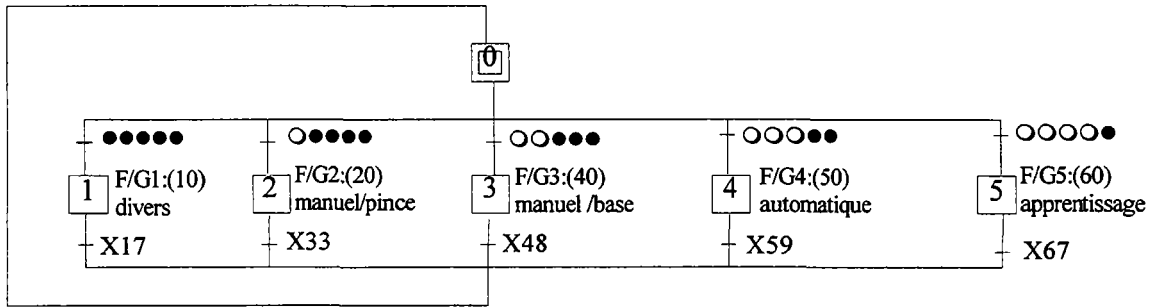 0
●●●●●
○●●●●
○○●●●
○○○●●
○○○○●
1
F/G1:(10)
divers
2
F/G2:(20)
manuel/pince
3
F/G3:(40)
manuel /base
4
F/G4:(50)
automatique
5
F/G5:(60)
apprentissage
X17
X33
X48
X59
X67